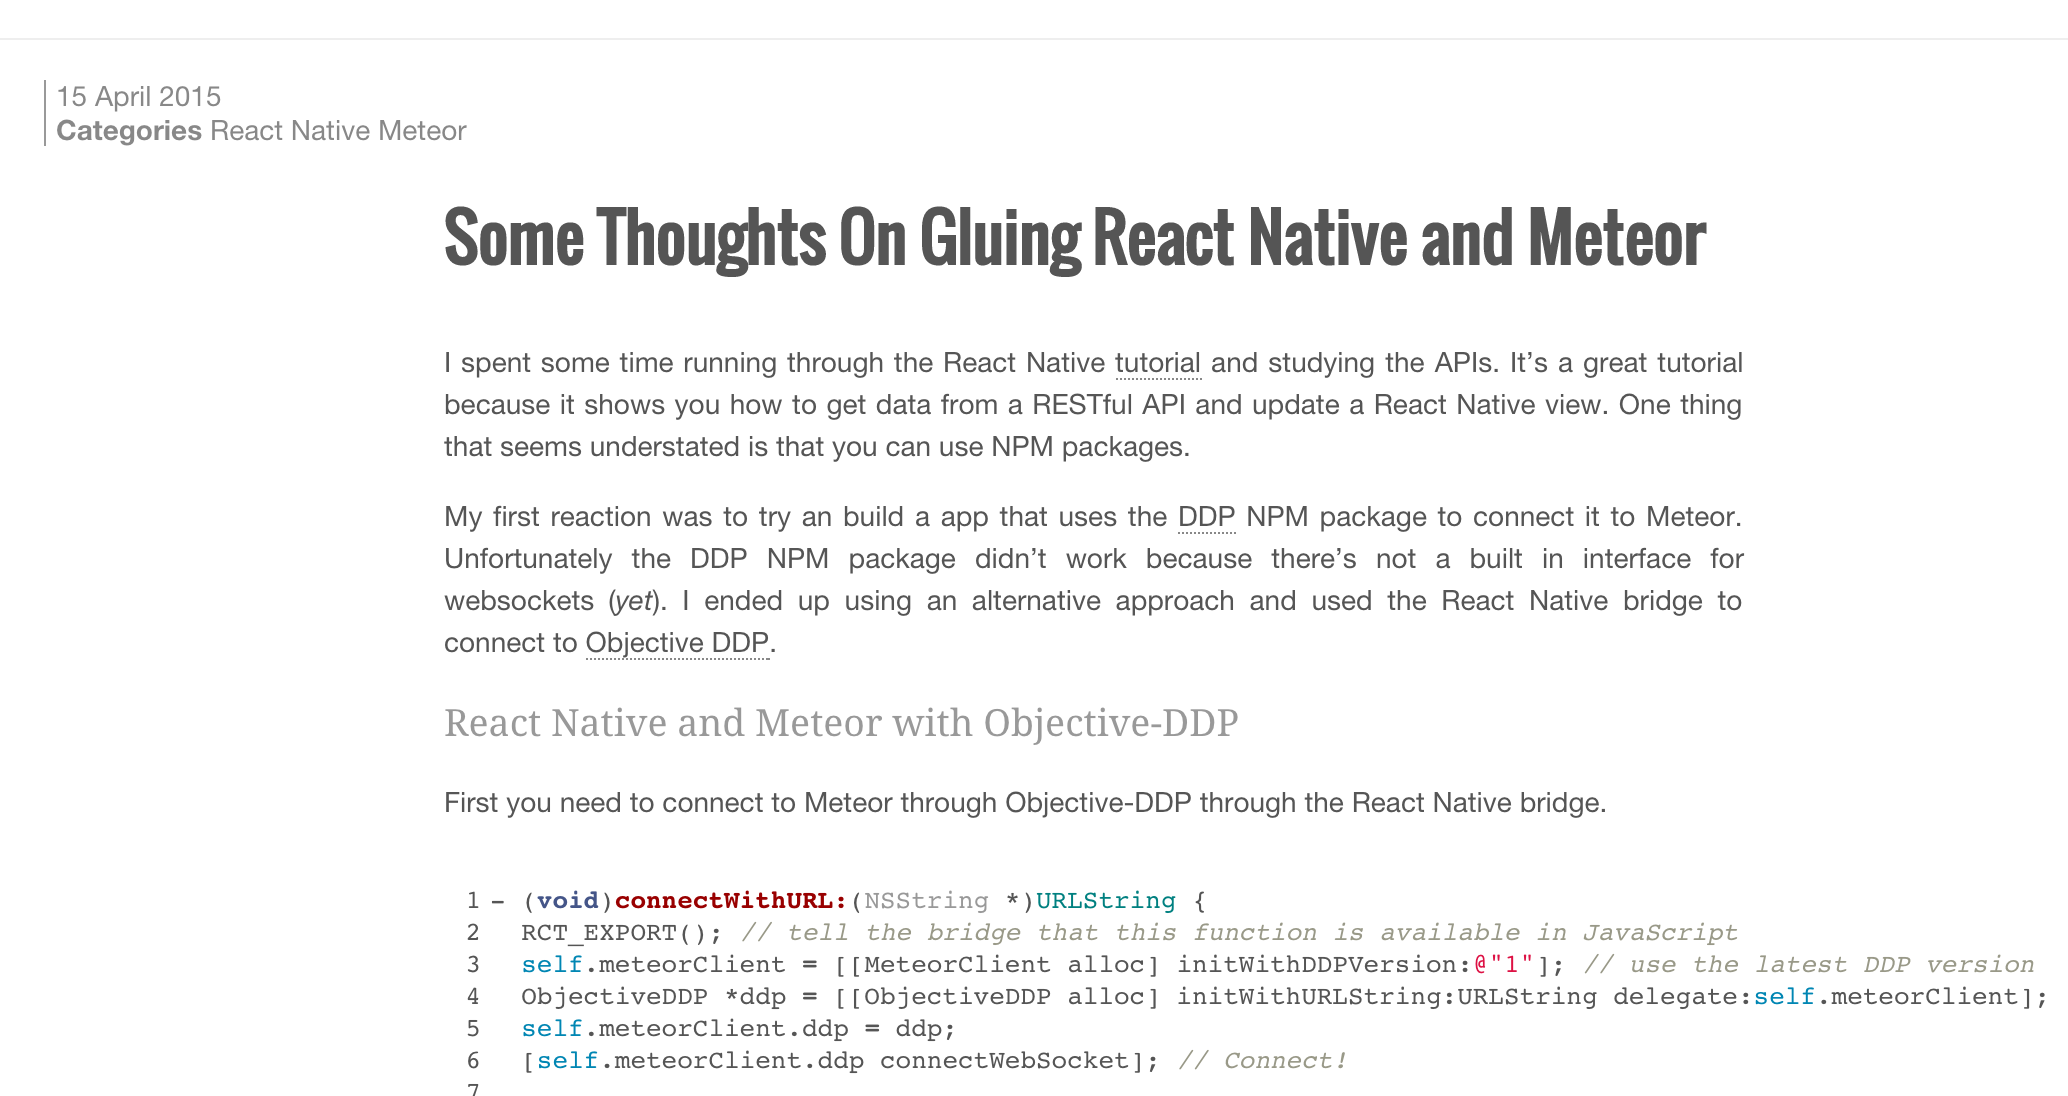 15 April 2015
Categories React Native Meteor
Some Thoughts On Gluing React Native and Meteor
I spent some time running through the React Native tutorial and studying the APIs. It’s a great tutorial
because it shows you how to get data from a RESTful API and update a React Native view. One thing
that seems understated is that you can use NPM packages.
My first reaction was to try an build a app that uses the DDP NPM package to connect it to Meteor.
Unfortunately the DDP NPM package didn’t work because there’s not a built in interface for
websockets (yet). I ended up using an alternative approach and used the React Native bridge to
connect to Objective DDP.
React Native and Meteor with Objective-DDP
First you need to connect to Meteor through Objective-DDP through the React Native bridge.
1 - (void)connectWithURL:(NSString *)URLString {
2 RCT_EXPORT(); // tell the bridge that this function is available in JavaScript
3 self.meteorClient = [[MeteorClient alloc] initWithDDPVersion:@"1"]; // use the latest DDP version
4 ObjectiveDDP *ddp = [[ObjectiveDDP alloc] initWithURLString:URLString delegate:self.meteorClient];
5 self.meteorClient.ddp = ddp;
6 [self.meteorClient.ddp connectWebSocket]; // Connect!
7